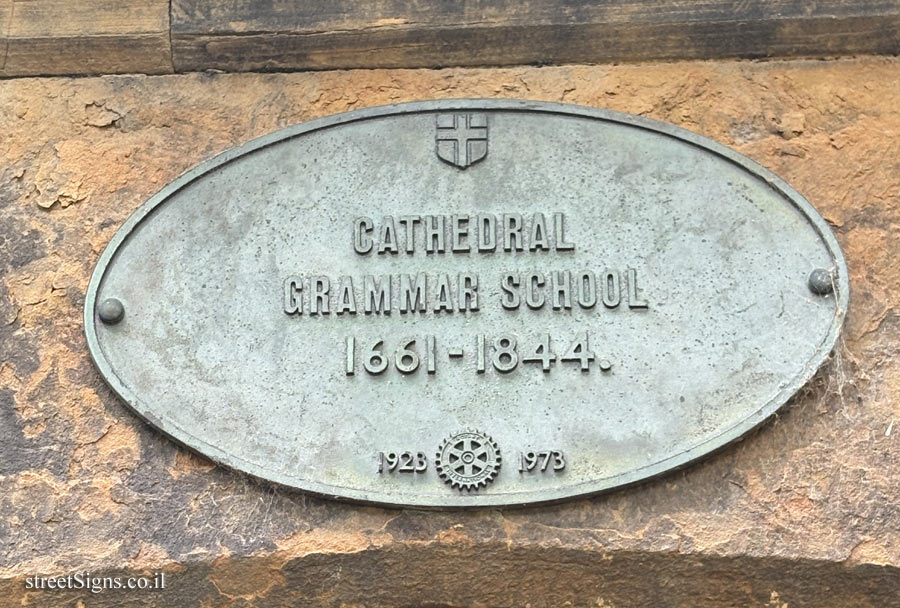 CATHEDRAL
GRAMMAR SCHOOL
1661-1844.
1923 1973
streetSigns.co.il